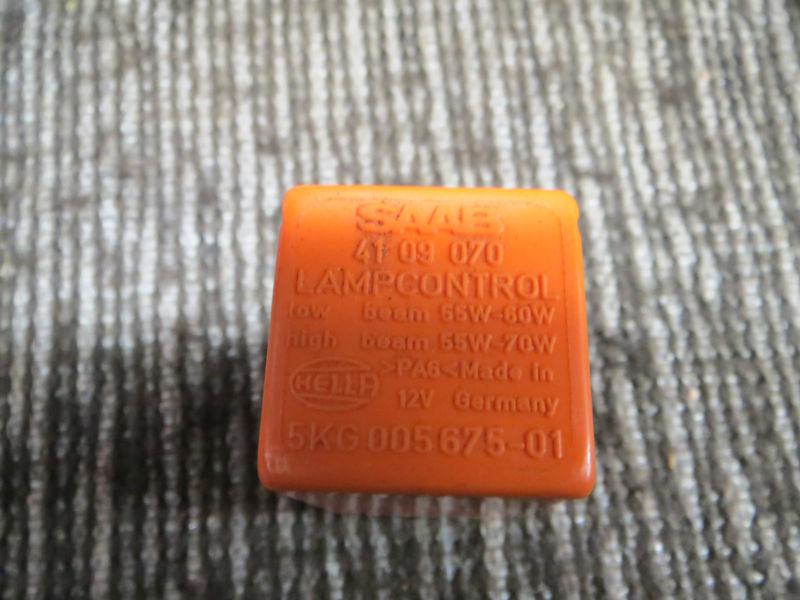 SAAB
41 09 070
LAMPCONTROL
low beam 55W-60W
high beam 55W-70W
HELLA >PA6< Made in
12V Germany
5KG 005 675-01